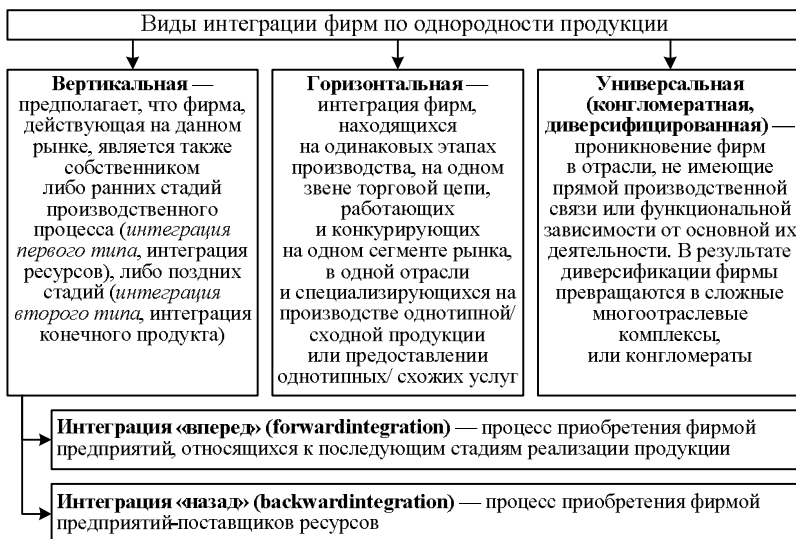 Виды интеграции фирм по однородности продукции
Вертикальная —
предполагает, что фирма,
действующая на данном
рынке, является также
собственником
либо ранних стадий
производственного
процесса (интеграция
первого типа, интеграция
ресурсов), либо поздних
стадий (интеграция
второго типа, интеграция
конечного продукта)
Горизонтальная —
интеграция фирм,
находящихся
на одинаковых этапах
производства, на одном
звене торговой цепи,
работающих
и конкурирующих
на одном сегменте рынка,
в одной отрасли
и специализирующихся на
производстве однотипной/
сходной продукции
или предоставлении
однотипных/ схожих услуг
Универсальная
(конгломератная,
диверсифицированная) —
проникновение фирм
в отрасли, не имеющие
прямой производственной
связи или функциональной
зависимости от основной их
деятельности. В результате
диверсификации фирмы
превращаются в сложные
многоотраслевые
комплексы,
или конгломераты
Интеграция «вперед» (forwardintegration) — процесс приобретения фирмой
предприятий, относящихся к последующим стадиям реализации продукции
Интеграция «назад» (backwardintegration) — процесс приобретения фирмой
предприятий-поставщиков ресурсов